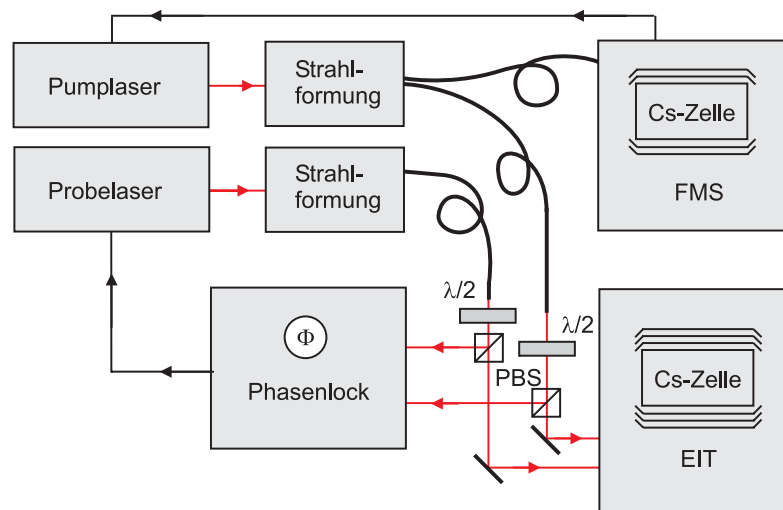 Pumplaser
Strahl-
formung
Cs-Zelle
FMS
Probelaser
Strahl-
formung
λ/2
λ/2
Φ
Phasenlock
PBS
Cs-Zelle
EIT